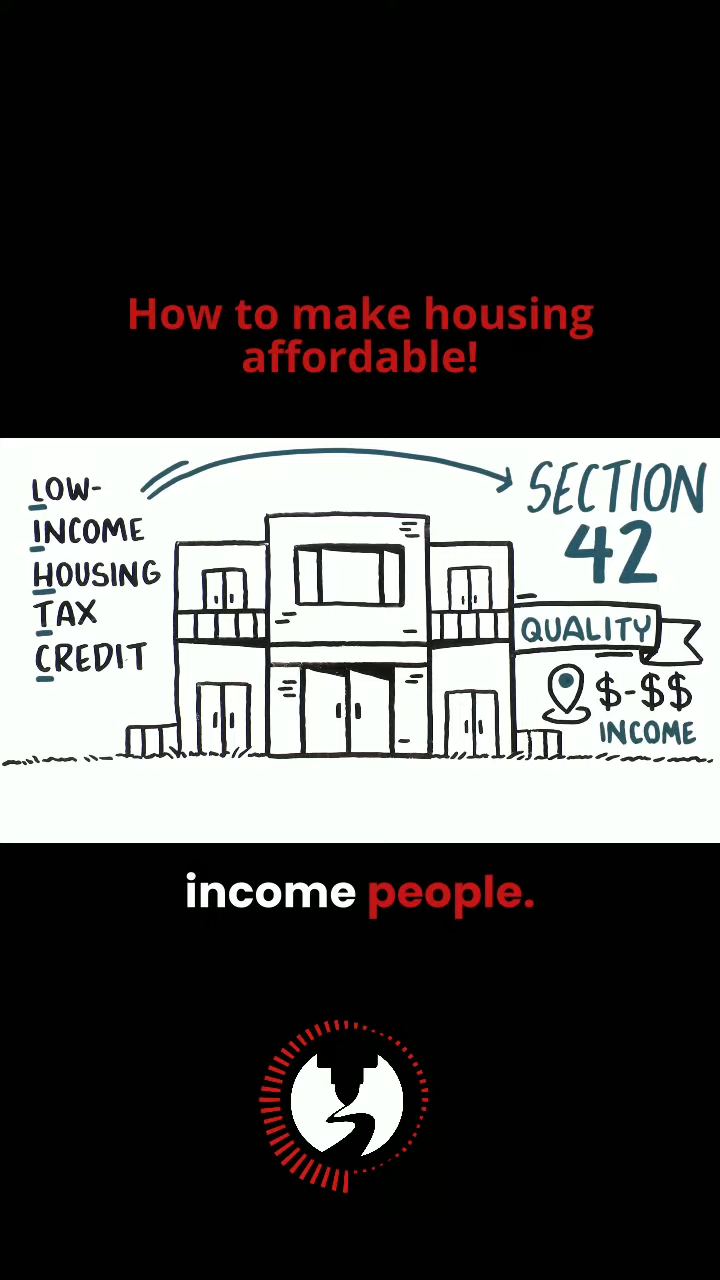 How to make housing
affordable!
LOW-
INCOME
HOUSING
TAX
CREDIT
SECTION
42
QUALITY
$-$$
INCOME
income people.